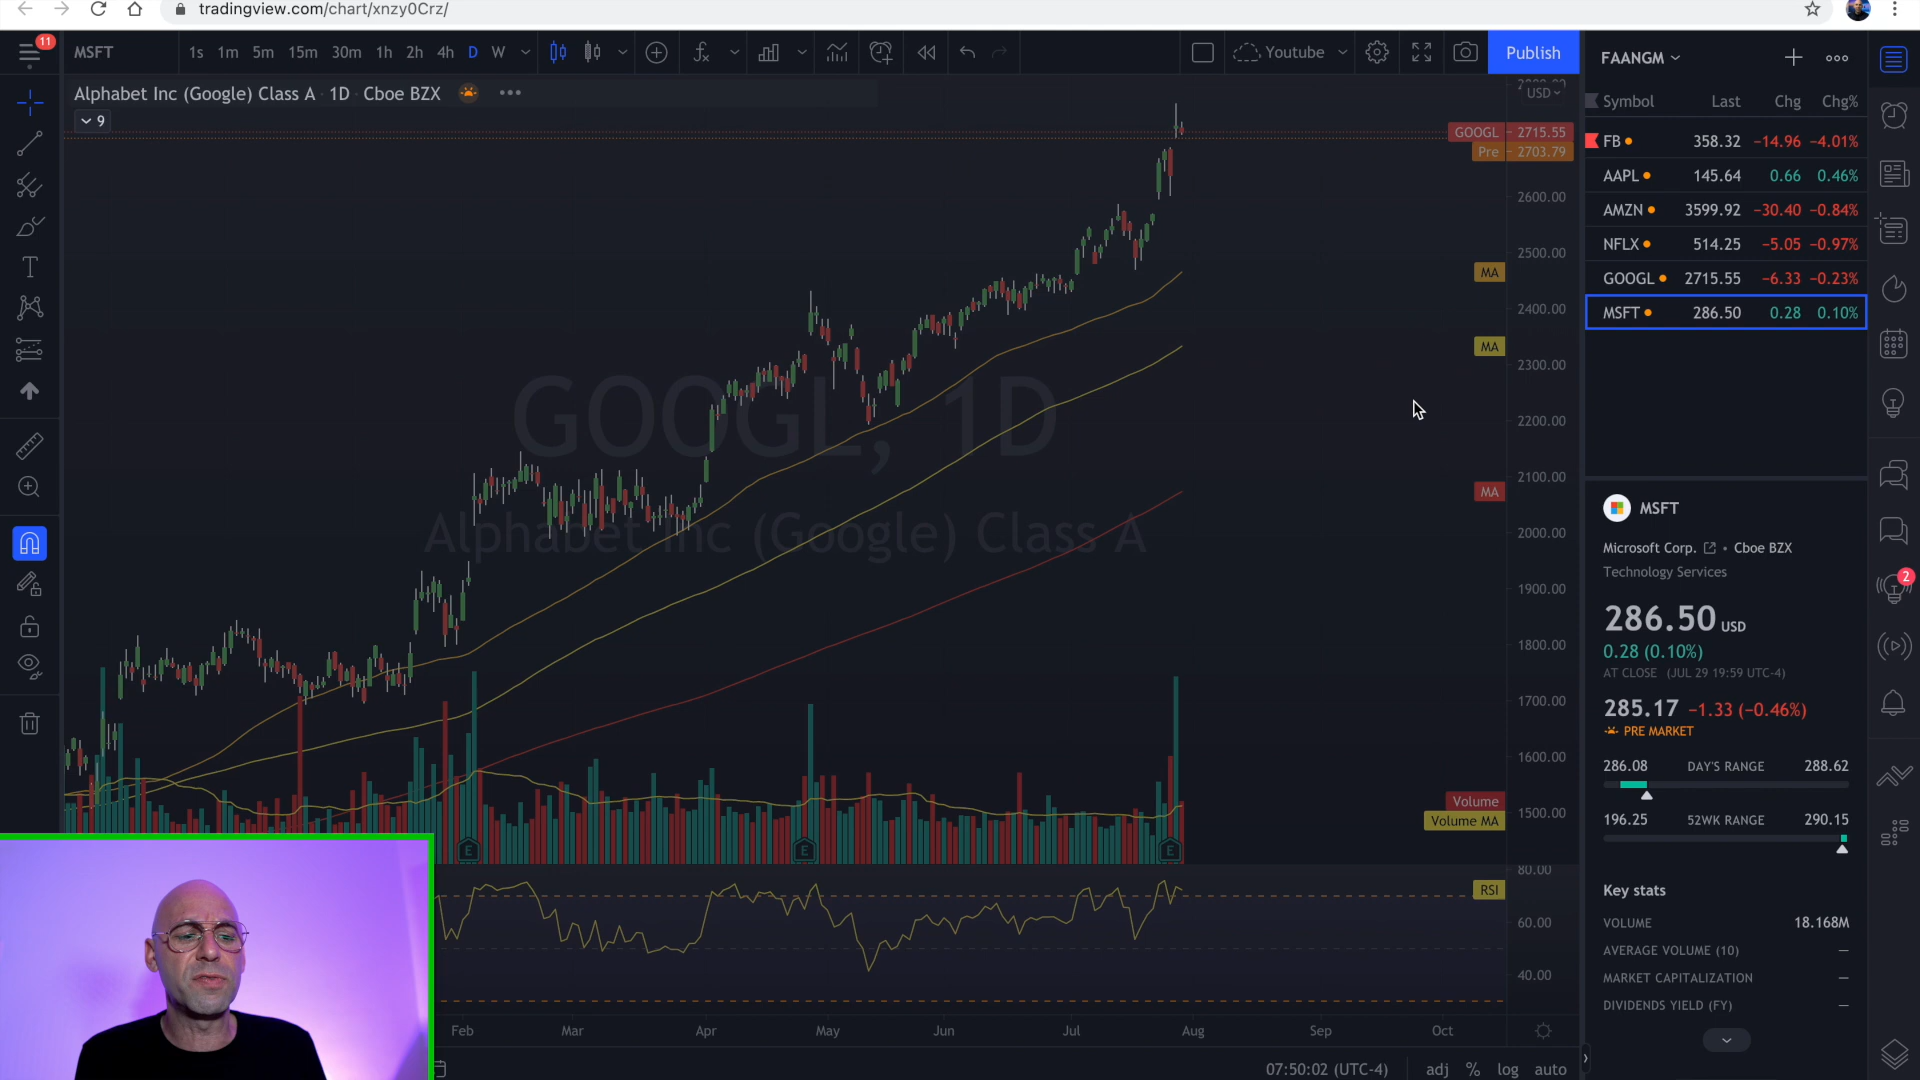 tradingview.com/chart/xnzy0Crz/
11
MSFT
1s 1m 5m 15m 30m 1h 2h 4h D W
Youtube
Publish
Alphabet Inc (Google) Class A · 1D · Cboe BZX
9
USD
GOOGL 2715.55
Pre 2703.79
2600.00
2500.00
MA
2400.00
MA
2300.00
2200.00
2100.00
MA
2000.00
1900.00
1800.00
1700.00
1600.00
Volume
1500.00
Volume MA
GOOGL, 1D
Alphabet Inc (Google) Class A
E E E
80.00
RSI
60.00
40.00
Feb Mar Apr May Jun Jul Aug Sep Oct
07:50:02 (UTC-4) adj % log auto
FAANGM
Symbol Last Chg Chg%
FB 358.32 −14.96 −4.01%
AAPL 145.64 0.66 0.46%
AMZN 3599.92 −30.40 −0.84%
NFLX 514.25 −5.05 −0.97%
GOOGL 2715.55 −6.33 −0.23%
MSFT 286.50 0.28 0.10%
MSFT
Microsoft Corp. • Cboe BZX
Technology Services
286.50 USD
0.28 (0.10%)
AT CLOSE (JUL 29 19:59 UTC-4)
285.17 −1.33 (−0.46%)
PRE MARKET
286.08 DAY'S RANGE 288.62
196.25 52WK RANGE 290.15
Key stats
VOLUME 18.168M
AVERAGE VOLUME (10) —
MARKET CAPITALIZATION —
DIVIDENDS YIELD (FY) —
2